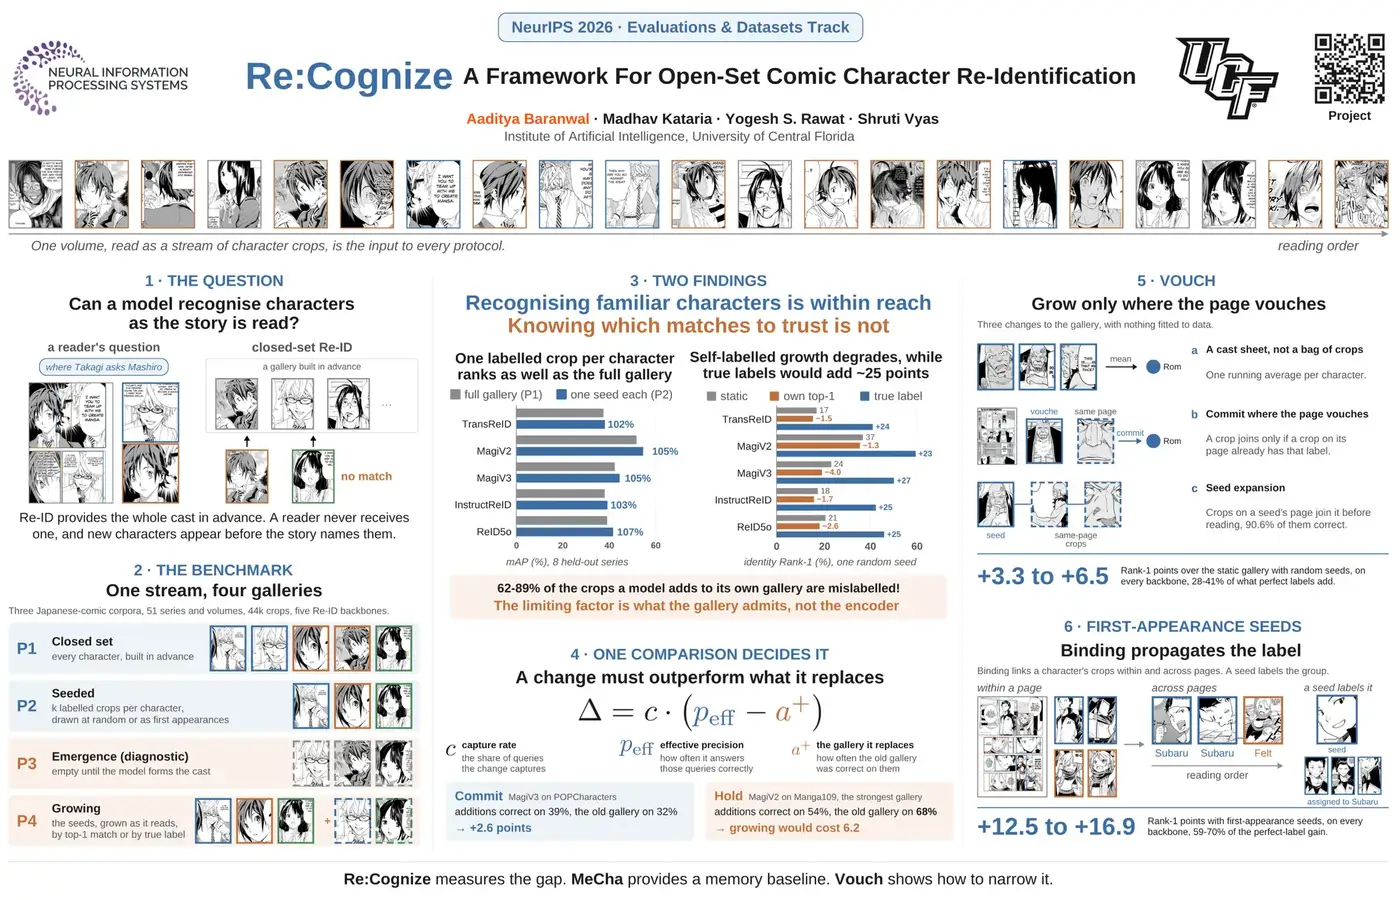 NeurIPS 2026 · Evaluations & Datasets Track
NEURAL INFORMATION
PROCESSING SYSTEMS
Re:Cognize A Framework For Open-Set Comic Character Re-Identification
UCF
Project
Aaditya Baranwal · Madhav Kataria · Yogesh S. Rawat · Shruti Vyas
Institute of Artificial Intelligence, University of Central Florida
I WANT YOU TO TEAM UP WITH ME TO CREATE MANGA.
One volume, read as a stream of character crops, is the input to every protocol.
reading order
1 · THE QUESTION
Can a model recognise characters
as the story is read?
a reader's question
where Takagi asks Mashiro
closed-set Re-ID
a gallery built in advance
...
no match
Re-ID provides the whole cast in advance. A reader never receives
one, and new characters appear before the story names them.
2 · THE BENCHMARK
One stream, four galleries
Three Japanese-comic corpora, 51 series and volumes, 44k crops, five Re-ID backbones.
P1
Closed set
every character, built in advance
P2
Seeded
k labelled crops per character,
drawn at random or as first appearances
P3
Emergence (diagnostic)
empty until the model forms the cast
P4
Growing
the seeds, grown as it reads,
by top-1 match or by true label
+
3 · TWO FINDINGS
Recognising familiar characters is within reach
Knowing which matches to trust is not
One labelled crop per character
ranks as well as the full gallery
full gallery (P1)
one seed each (P2)
TransReID
102%
MagiV2
105%
MagiV3
105%
InstructReID
103%
ReID5o
107%
0 20 40 60
mAP (%), 8 held-out series
Self-labelled growth degrades, while
true labels would add ~25 points
static
own top-1
true label
TransReID
17
−1.5
+24
MagiV2
37
−1.3
+23
MagiV3
24
−4.0
+27
InstructReID
18
−1.7
+25
ReID5o
21
−2.6
+25
0 20 40 60
identity Rank-1 (%), one random seed
62-89% of the crops a model adds to its own gallery are mislabelled!
The limiting factor is what the gallery admits, not the encoder
4 · ONE COMPARISON DECIDES IT
A change must outperform what it replaces
Δ = c · (p_eff − a⁺)
c capture rate
the share of queries
the change captures
p_eff effective precision
how often it answers
those queries correctly
a⁺ the gallery it replaces
how often the old gallery
was correct on them
Commit MagiV3 on POPCharacters
additions correct on 39%, the old gallery on 32%
→ +2.6 points
Hold MagiV2 on Manga109, the strongest gallery
additions correct on 54%, the old gallery on 68%
→ growing would cost 6.2
5 · VOUCH
Grow only where the page vouches
Three changes to the gallery, with nothing fitted to data.
mean
Rom
a A cast sheet, not a bag of crops
One running average per character.
vouche
same page
commit
Rom
b Commit where the page vouches
A crop joins only if a crop on its
page already has that label.
seed
same-page
crops
c Seed expansion
Crops on a seed's page join it before
reading, 90.6% of them correct.
+3.3 to +6.5
Rank-1 points over the static gallery with random seeds, on
every backbone, 28-41% of what perfect labels add.
6 · FIRST-APPEARANCE SEEDS
Binding propagates the label
Binding links a character's crops within and across pages. A seed labels the group.
within a page
across pages
a seed labels it
Subaru
Subaru
Felt
reading order
seed
assigned to Subaru
+12.5 to +16.9
Rank-1 points with first-appearance seeds, on every
backbone, 59-70% of the perfect-label gain.
Re:Cognize measures the gap. MeCha provides a memory baseline. Vouch shows how to narrow it.